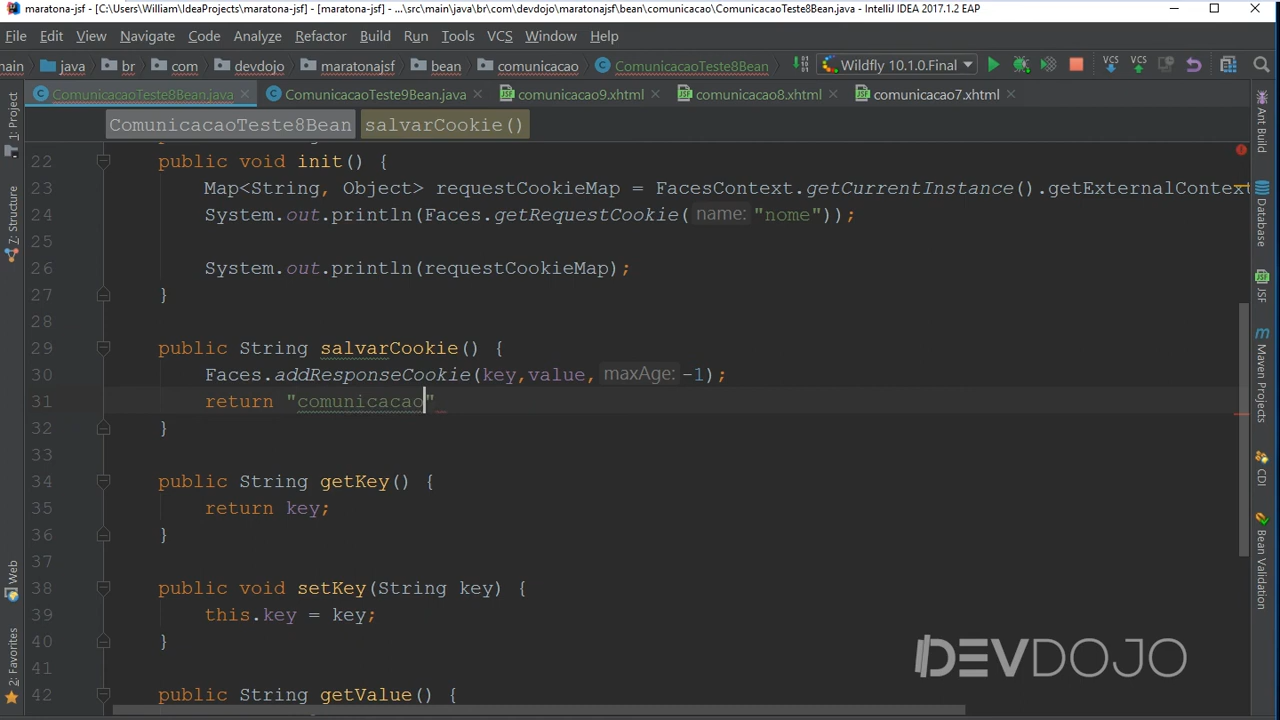 maratona-jsf - [C:\Users\William\IdeaProjects\maratona-jsf] - [maratona-jsf] - ...\src\main\java\br\com\devdojo\maratonajsf\bean\comunicacao\ComunicacaoTeste8Bean.java - IntelliJ IDEA 2017.1.2 EAP
File Edit View Navigate Code Analyze Refactor Build Run Tools VCS Window Help
main java br com devdojo maratonajsf bean comunicacao ComunicacaoTeste8Bean Wildfly 10.1.0.Final VCS VCS
ComunicacaoTeste8Bean.java ComunicacaoTeste9Bean.java comunicacao9.xhtml comunicacao8.xhtml comunicacao7.xhtml
ComunicacaoTeste8Bean salvarCookie()
22 public void init() {
23 Map<String, Object> requestCookieMap = FacesContext.getCurrentInstance().getExternalContext
24 System.out.println(Faces.getRequestCookie( name: "nome"));
25
26 System.out.println(requestCookieMap);
27 }
28
29 public String salvarCookie() {
30 Faces.addResponseCookie(key,value, maxAge: -1);
31 return "comunicacao"
32 }
33
34 public String getKey() {
35 return key;
36 }
37
38 public void setKey(String key) {
39 this.key = key;
40 }
41
42 public String getValue() {
1: Project
7: Structure
Web
2: Favorites
Ant Build
Database
JSF
Maven Projects
CDI
Bean Validation
DEVDOJO